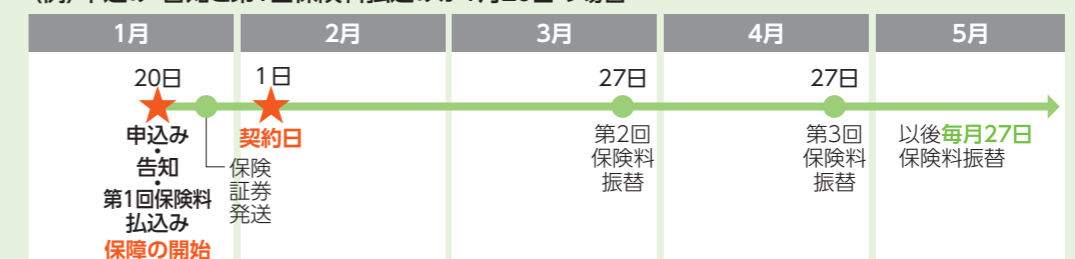 1月 2月 3月 4月 5月
20日 1日 27日 27日
申込み
・
告知
・
第1回保険料
払込み
保障の開始
保険
証券
発送
契約日
第2回
保険料
振替
第3回
保険料
振替
以後毎月27日
保険料振替